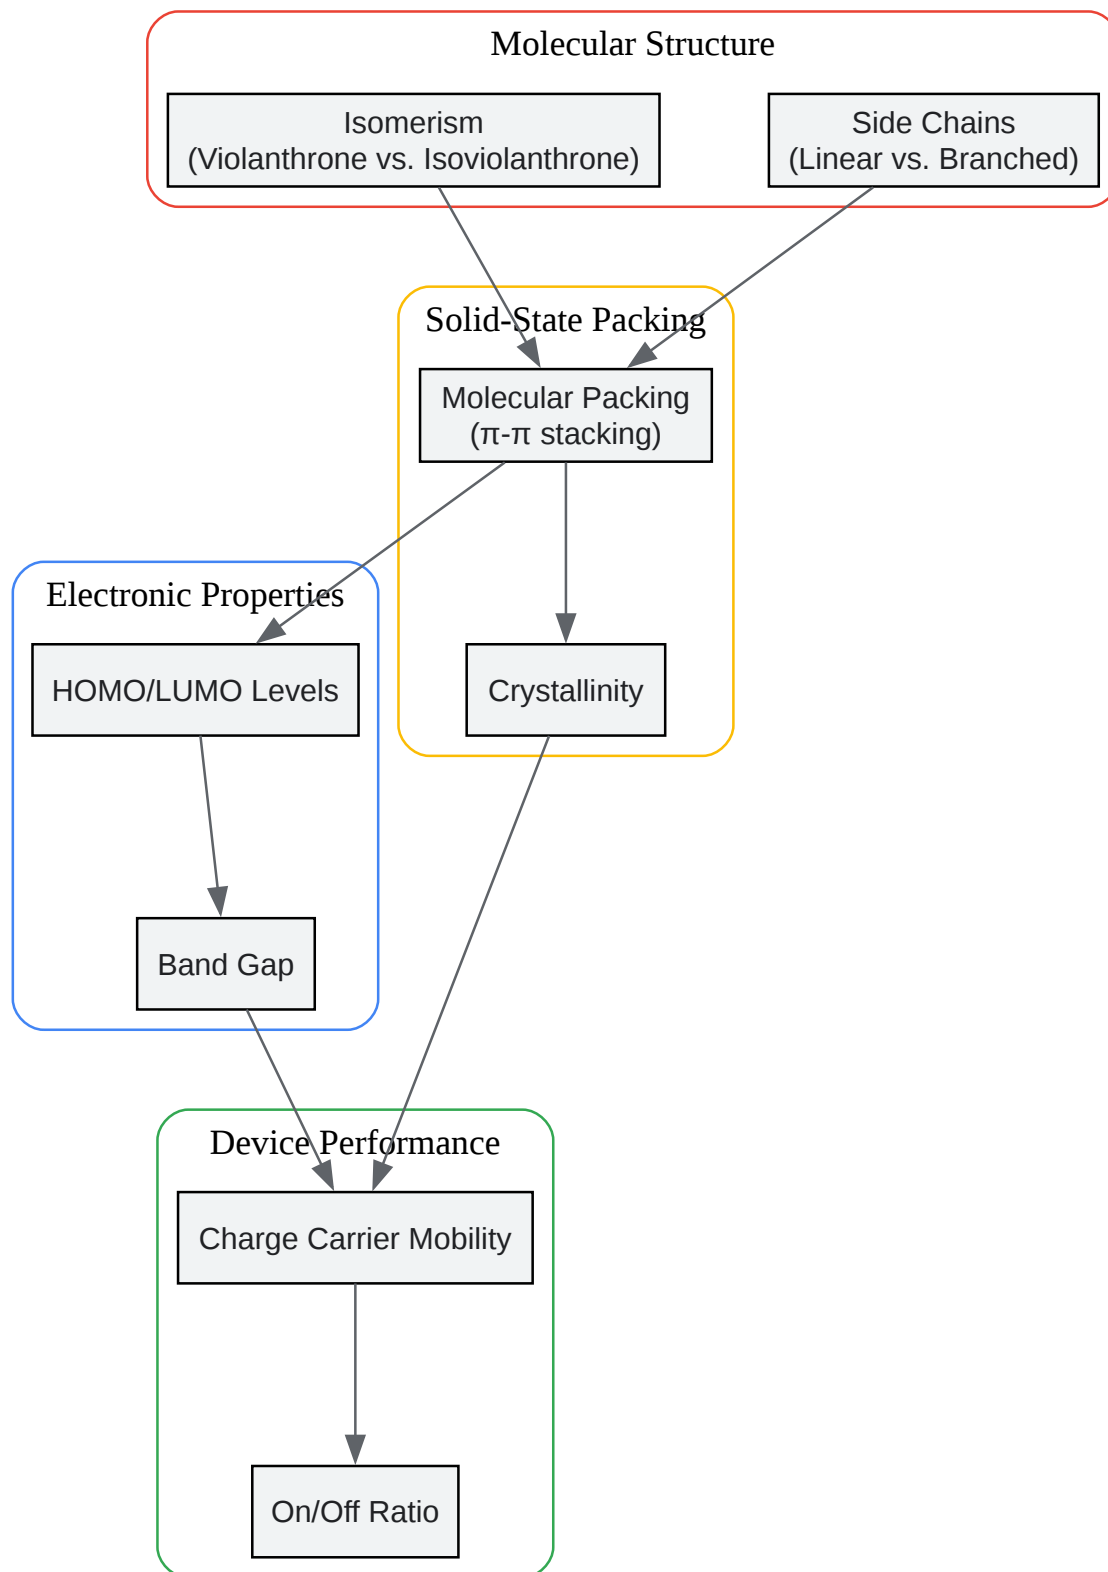 Molecular Structure
Isomerism
(Violanthrone vs. Isoviolanthrone)
Side Chains
(Linear vs. Branched)
Solid-State Packing
Molecular Packing
(π-π stacking)
Electronic Properties
HOMO/LUMO Levels
Crystallinity
Band Gap
Device Performance
Charge Carrier Mobility
On/Off Ratio